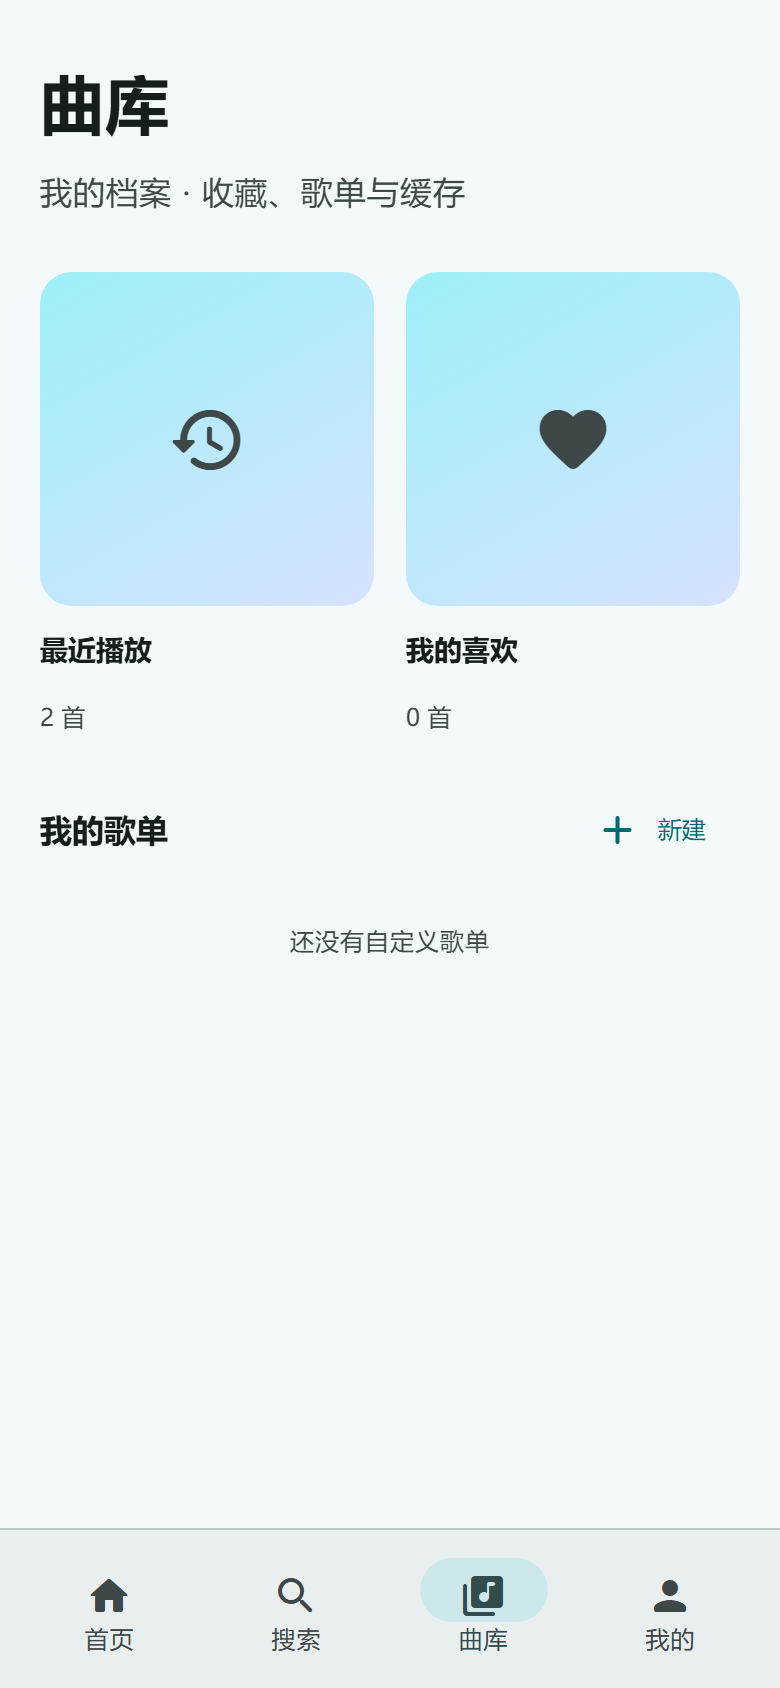 曲库
我的档案 · 收藏、歌单与缓存
最近播放
我的喜欢
2 首
0 首
我的歌单
新建
还没有自定义歌单
首页
搜索
曲库
我的